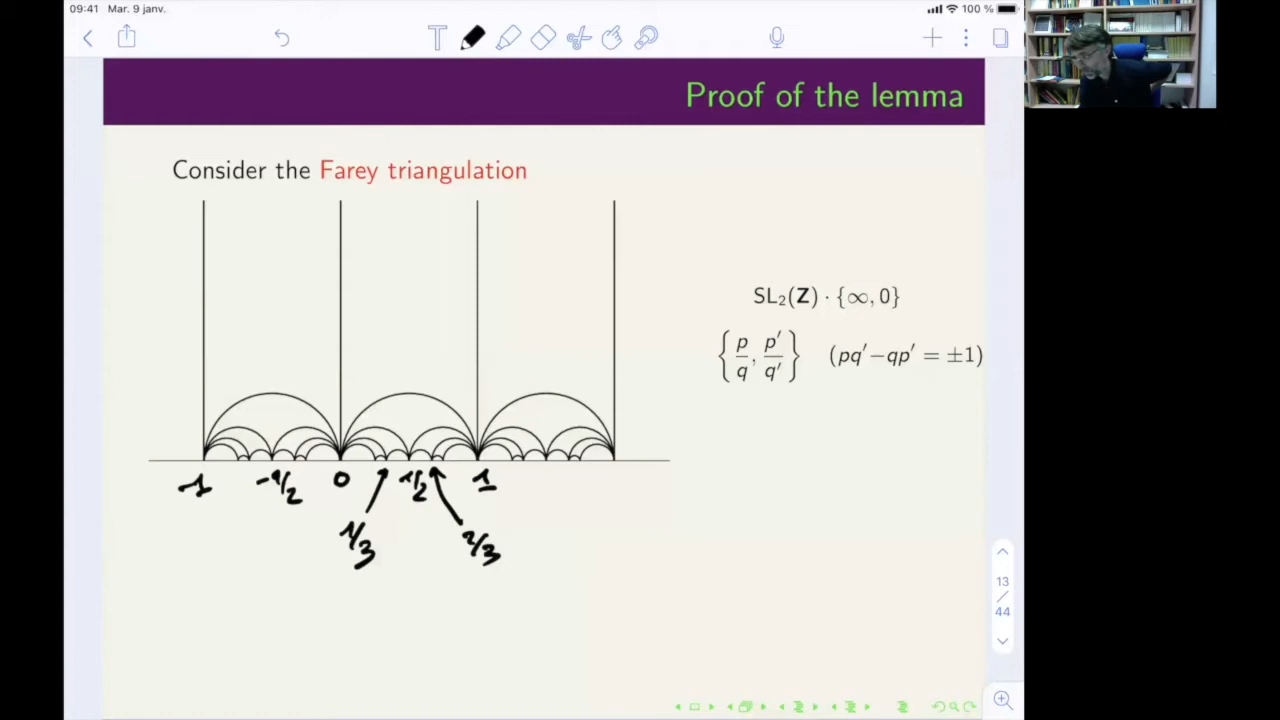 09:41 Mar. 9 janv.
100 %
Proof of the lemma
Consider the Farey triangulation
SL₂(Z) · {∞, 0}
{p/q, p′/q′} (pq′−qp′ = ±1)
-1 -1/2 0 1/2 1
1/3 2/3
13
/
44